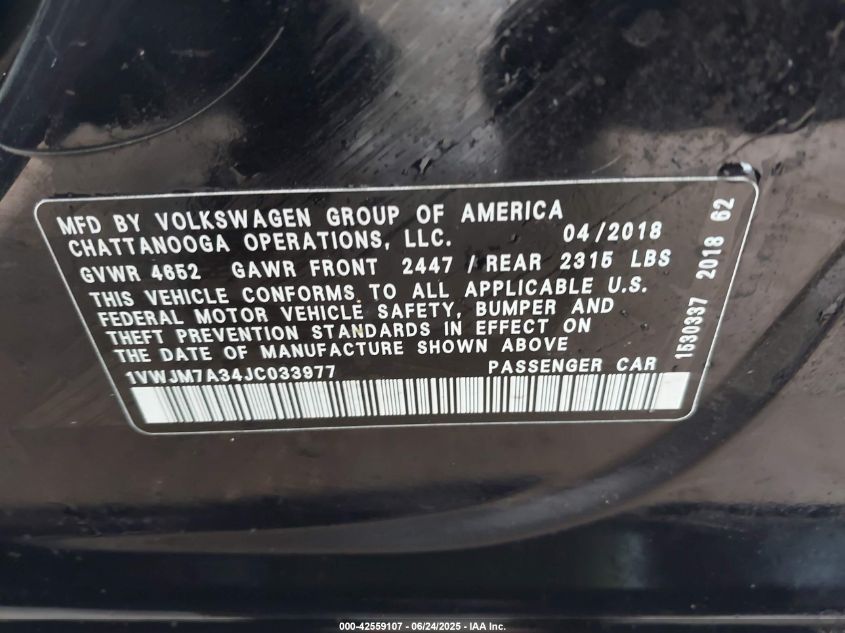 MFD BY VOLKSWAGEN GROUP OF AMERICA
CHATTANOOGA OPERATIONS, LLC. 04/2018
GVWR 4652 GAWR FRONT 2447 / REAR 2315 LBS
THIS VEHICLE CONFORMS TO ALL APPLICABLE U.S.
FEDERAL MOTOR VEHICLE SAFETY, BUMPER AND
THEFT PREVENTION STANDARDS IN EFFECT ON
THE DATE OF MANUFACTURE SHOWN ABOVE
1VWJM7A34JC033977 PASSENGER CAR
1530337 2018 62
000-42559107 - 06/24/2025 - IAA Inc.